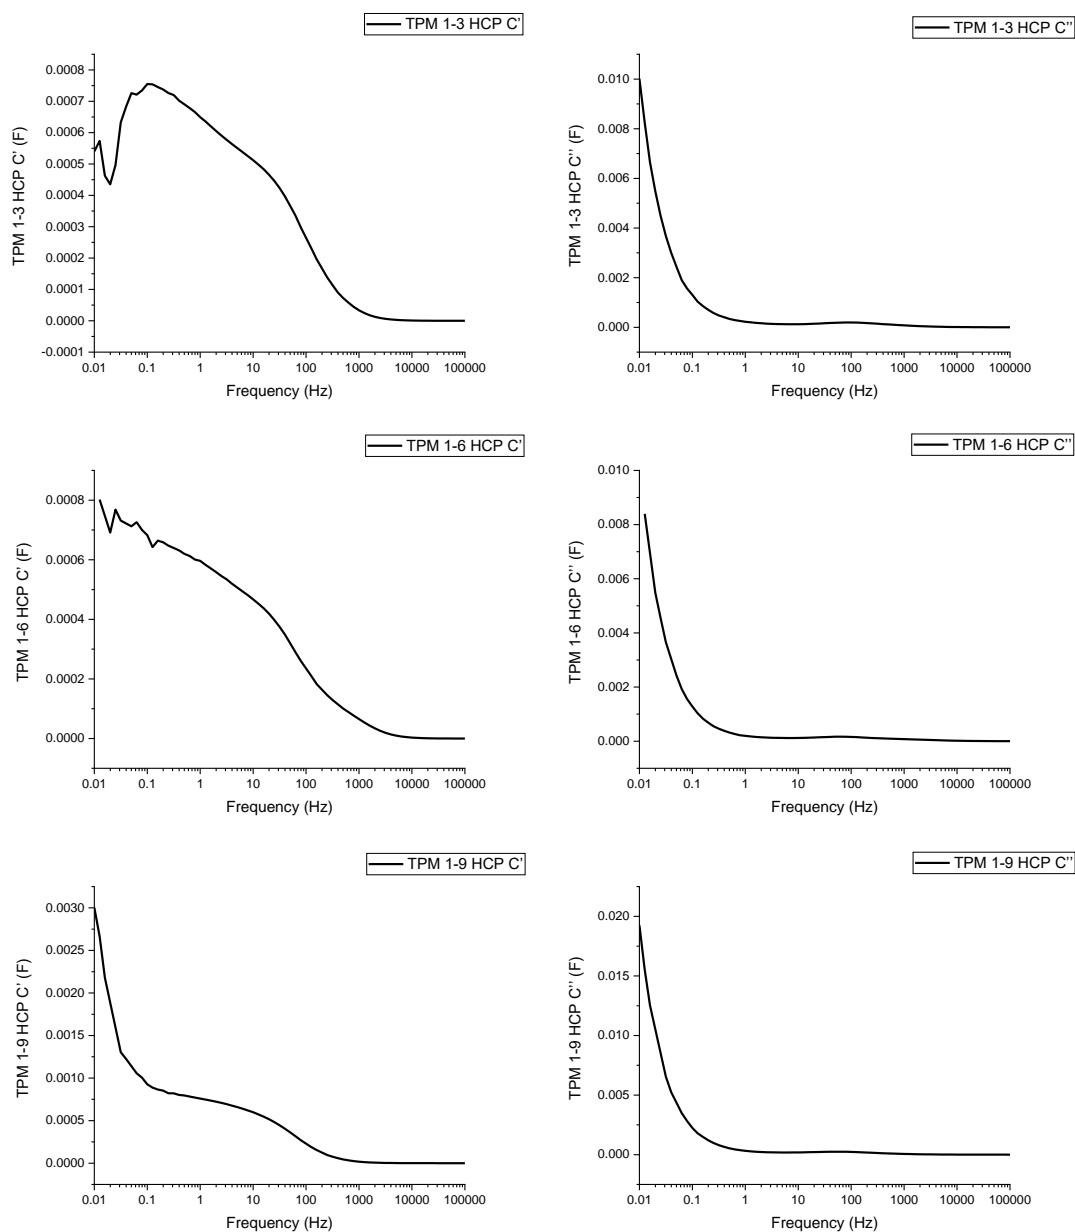 TPM 1-3 HCP C'
TPM 1-3 HCP C' (F)
0.0008
0.0007
0.0006
0.0005
0.0004
0.0003
0.0002
0.0001
0.0000
-0.0001
0.01 0.1 1 10 100 1000 10000 100000
Frequency (Hz)
TPM 1-3 HCP C''
TPM 1-3 HCP C'' (F)
0.010
0.008
0.006
0.004
0.002
0.000
0.01 0.1 1 10 100 1000 10000 100000
Frequency (Hz)
TPM 1-6 HCP C'
TPM 1-6 HCP C' (F)
0.0008
0.0006
0.0004
0.0002
0.0000
0.01 0.1 1 10 100 1000 10000 100000
Frequency (Hz)
TPM 1-6 HCP C''
TPM 1-6 HCP C'' (F)
0.010
0.008
0.006
0.004
0.002
0.000
0.01 0.1 1 10 100 1000 10000 100000
Frequency (Hz)
TPM 1-9 HCP C'
TPM 1-9 HCP C' (F)
0.0030
0.0025
0.0020
0.0015
0.0010
0.0005
0.0000
0.01 0.1 1 10 100 1000 10000 100000
Frequency (Hz)
TPM 1-9 HCP C''
TPM 1-9 HCP C'' (F)
0.020
0.015
0.010
0.005
0.000
0.01 0.1 1 10 100 1000 10000 100000
Frequency (Hz)